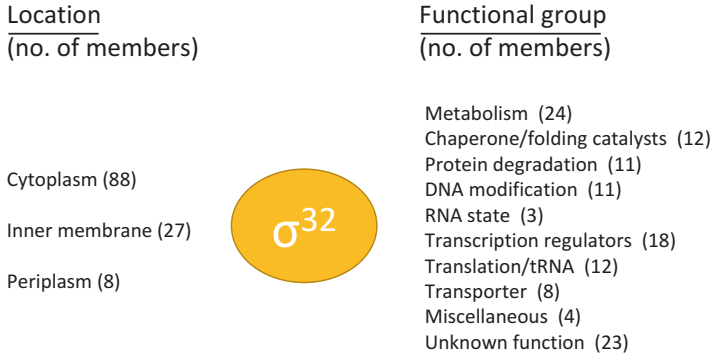 Location
(no. of members)
Cytoplasm (88)
Inner membrane (27)
Periplasm (8)
σ³²
Functional group
(no. of members)
Metabolism (24)
Chaperone/folding catalysts (12)
Protein degradation (11)
DNA modification (11)
RNA state (3)
Transcription regulators (18)
Translation/tRNA (12)
Transporter (8)
Miscellaneous (4)
Unknown function (23)